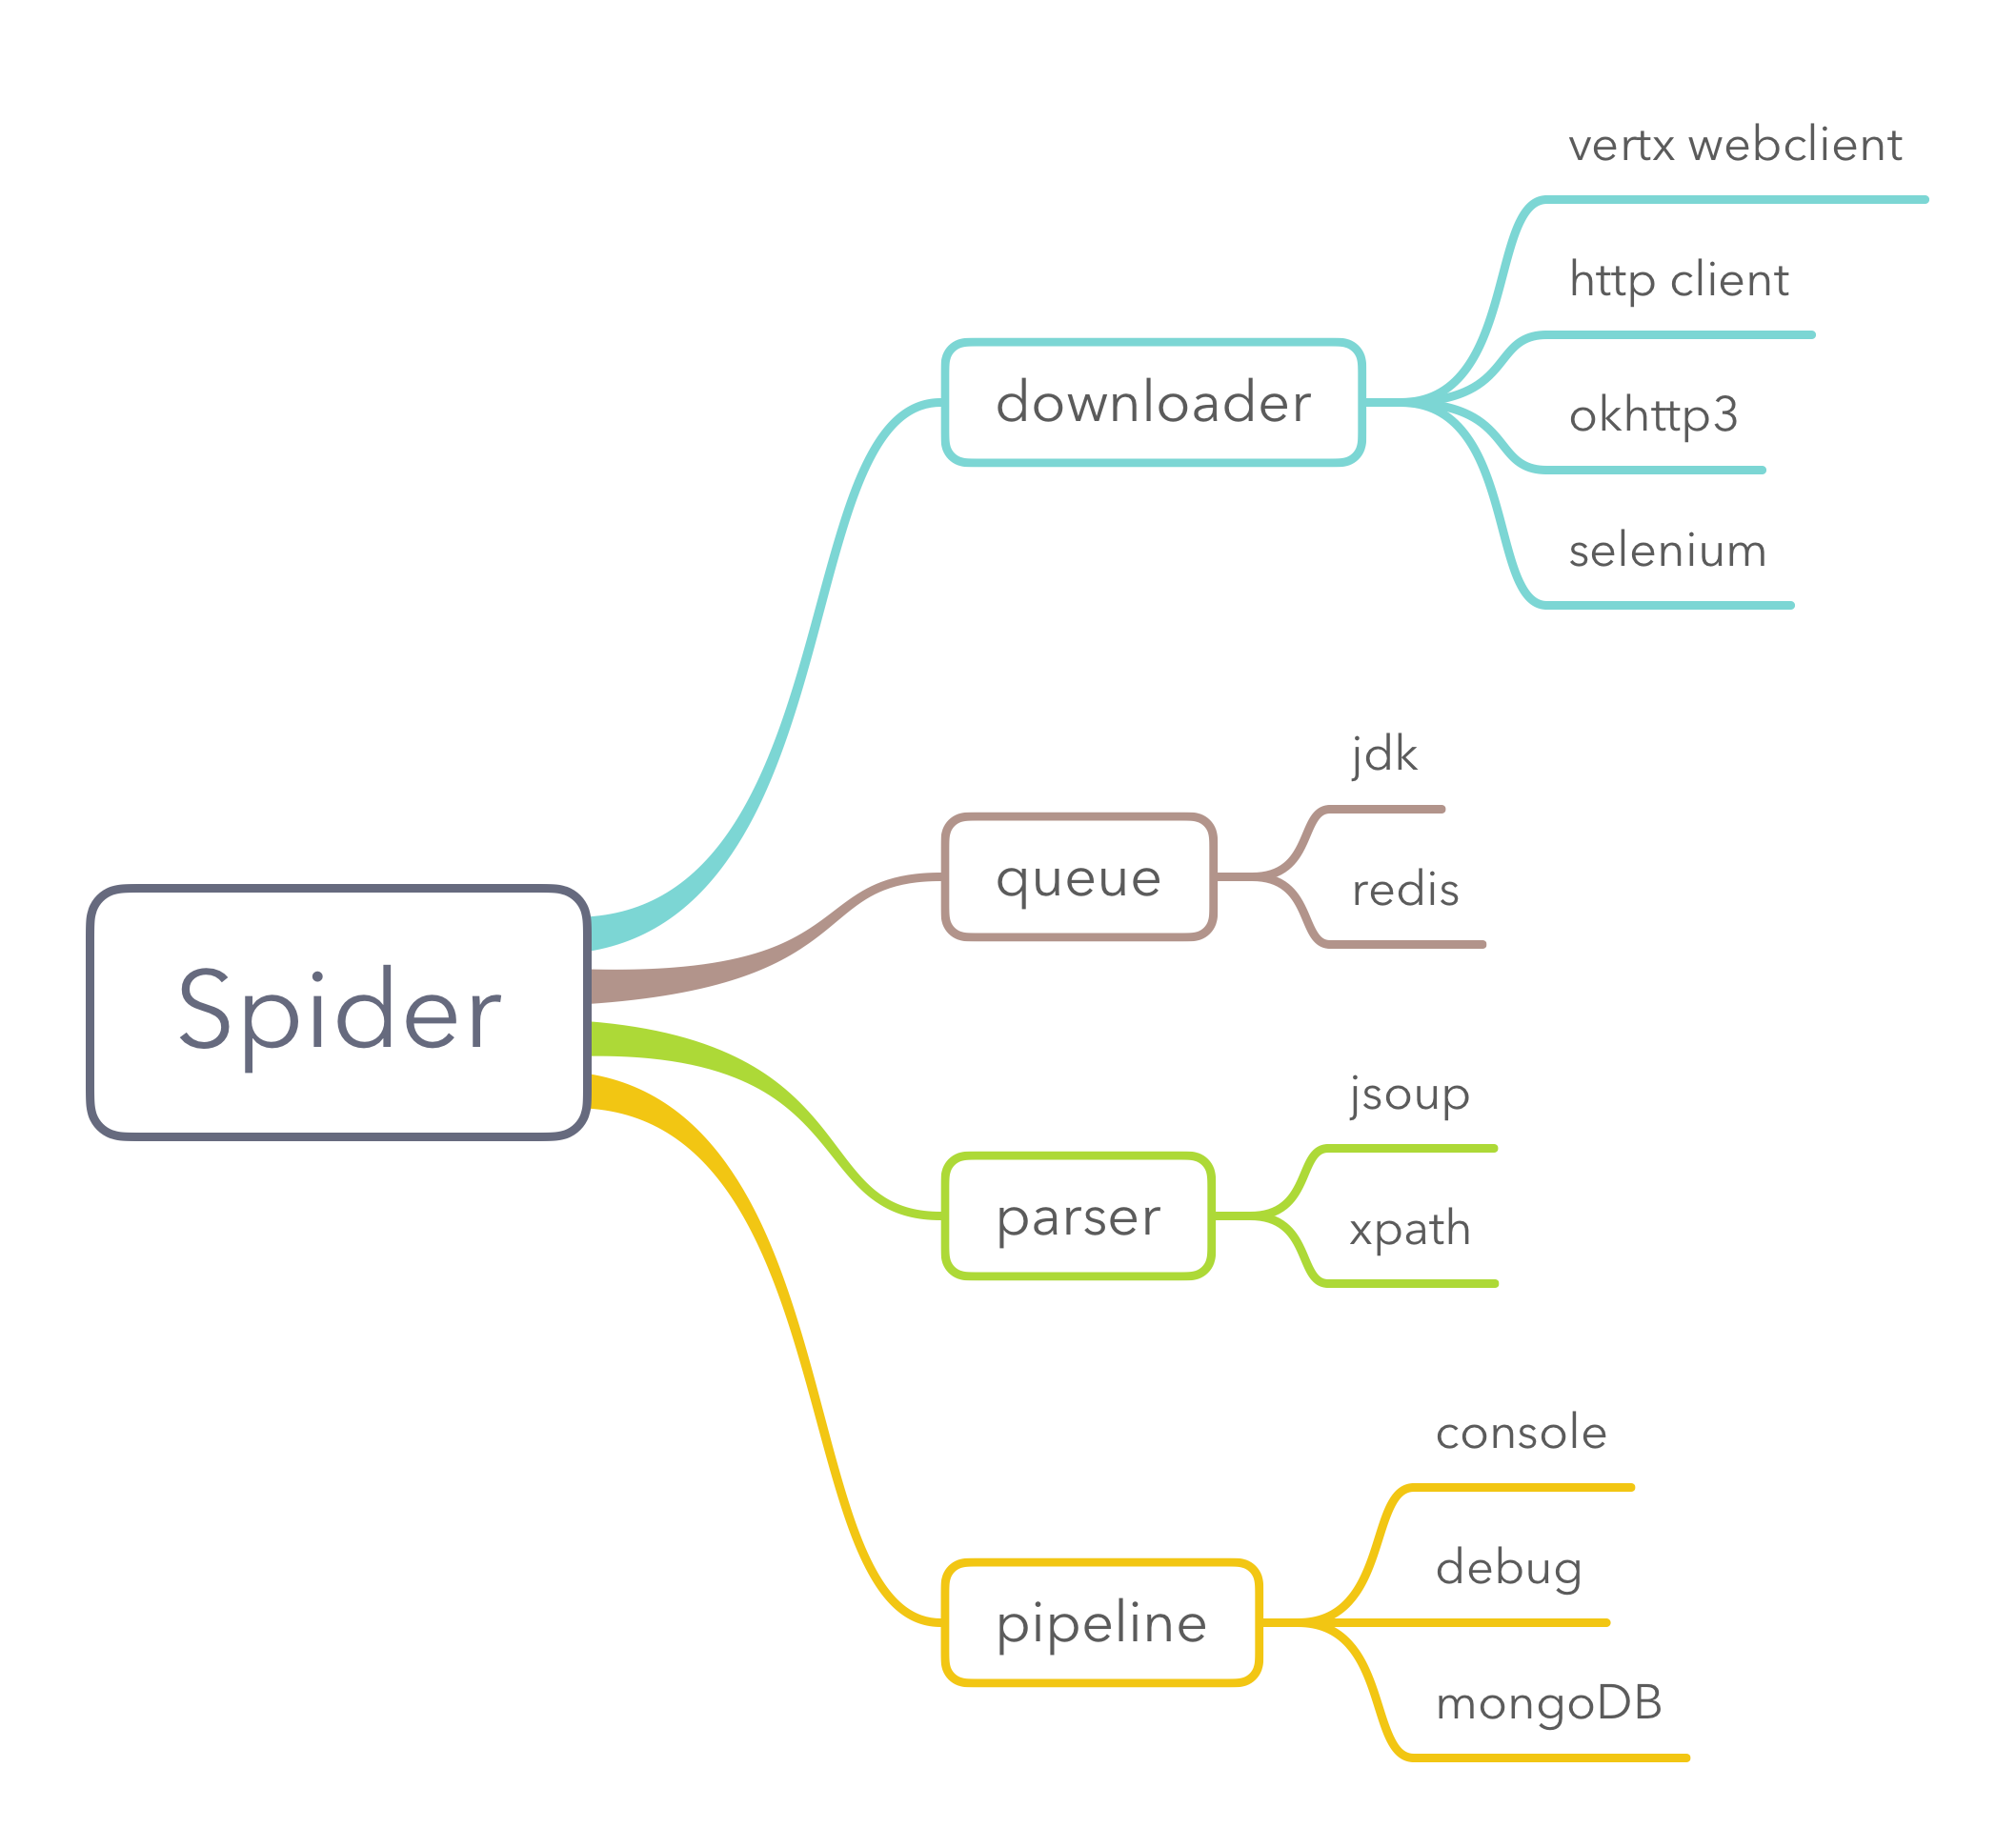 Spider
downloader
vertx webclient
http client
okhttp3
selenium
queue
jdk
redis
parser
jsoup
xpath
pipeline
console
debug
mongoDB